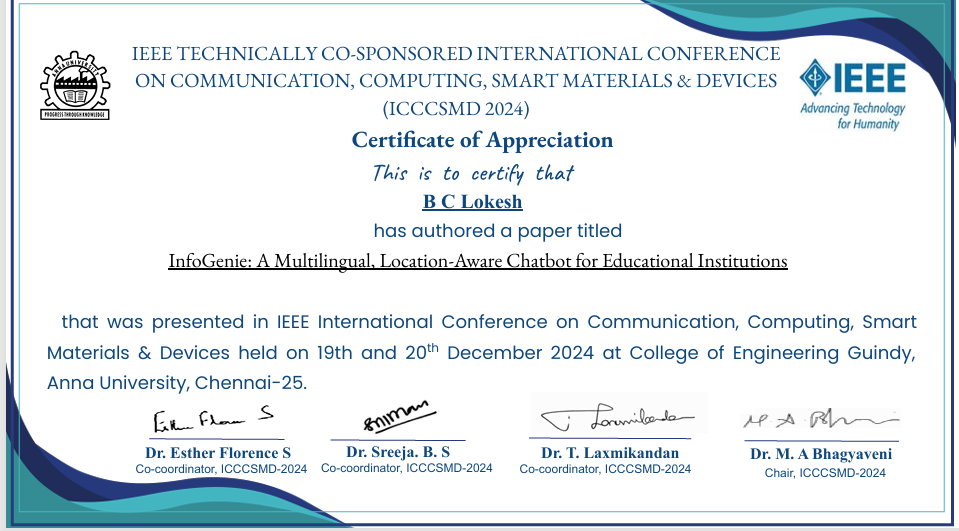 IEEE TECHNICALLY CO-SPONSORED INTERNATIONAL CONFERENCE
ON COMMUNICATION, COMPUTING, SMART MATERIALS & DEVICES
(ICCCSMD 2024)
ANNA UNIVERSITY
PROGRESS THROUGH KNOWLEDGE
IEEE
Advancing Technology
for Humanity
Certificate of Appreciation
This is to certify that
B C Lokesh
has authored a paper titled
InfoGenie: A Multilingual, Location-Aware Chatbot for Educational Institutions
that was presented in IEEE International Conference on Communication, Computing, Smart
Materials & Devices held on 19th and 20th December 2024 at College of Engineering Guindy,
Anna University, Chennai-25.
Esther Florence S
Dr. Esther Florence S
Co-coordinator, ICCCSMD-2024
Dr. Sreeja. B. S
Co-coordinator, ICCCSMD-2024
Dr. T. Laxmikandan
Co-coordinator, ICCCSMD-2024
Dr. M. A Bhagyaveni
Chair, ICCCSMD-2024